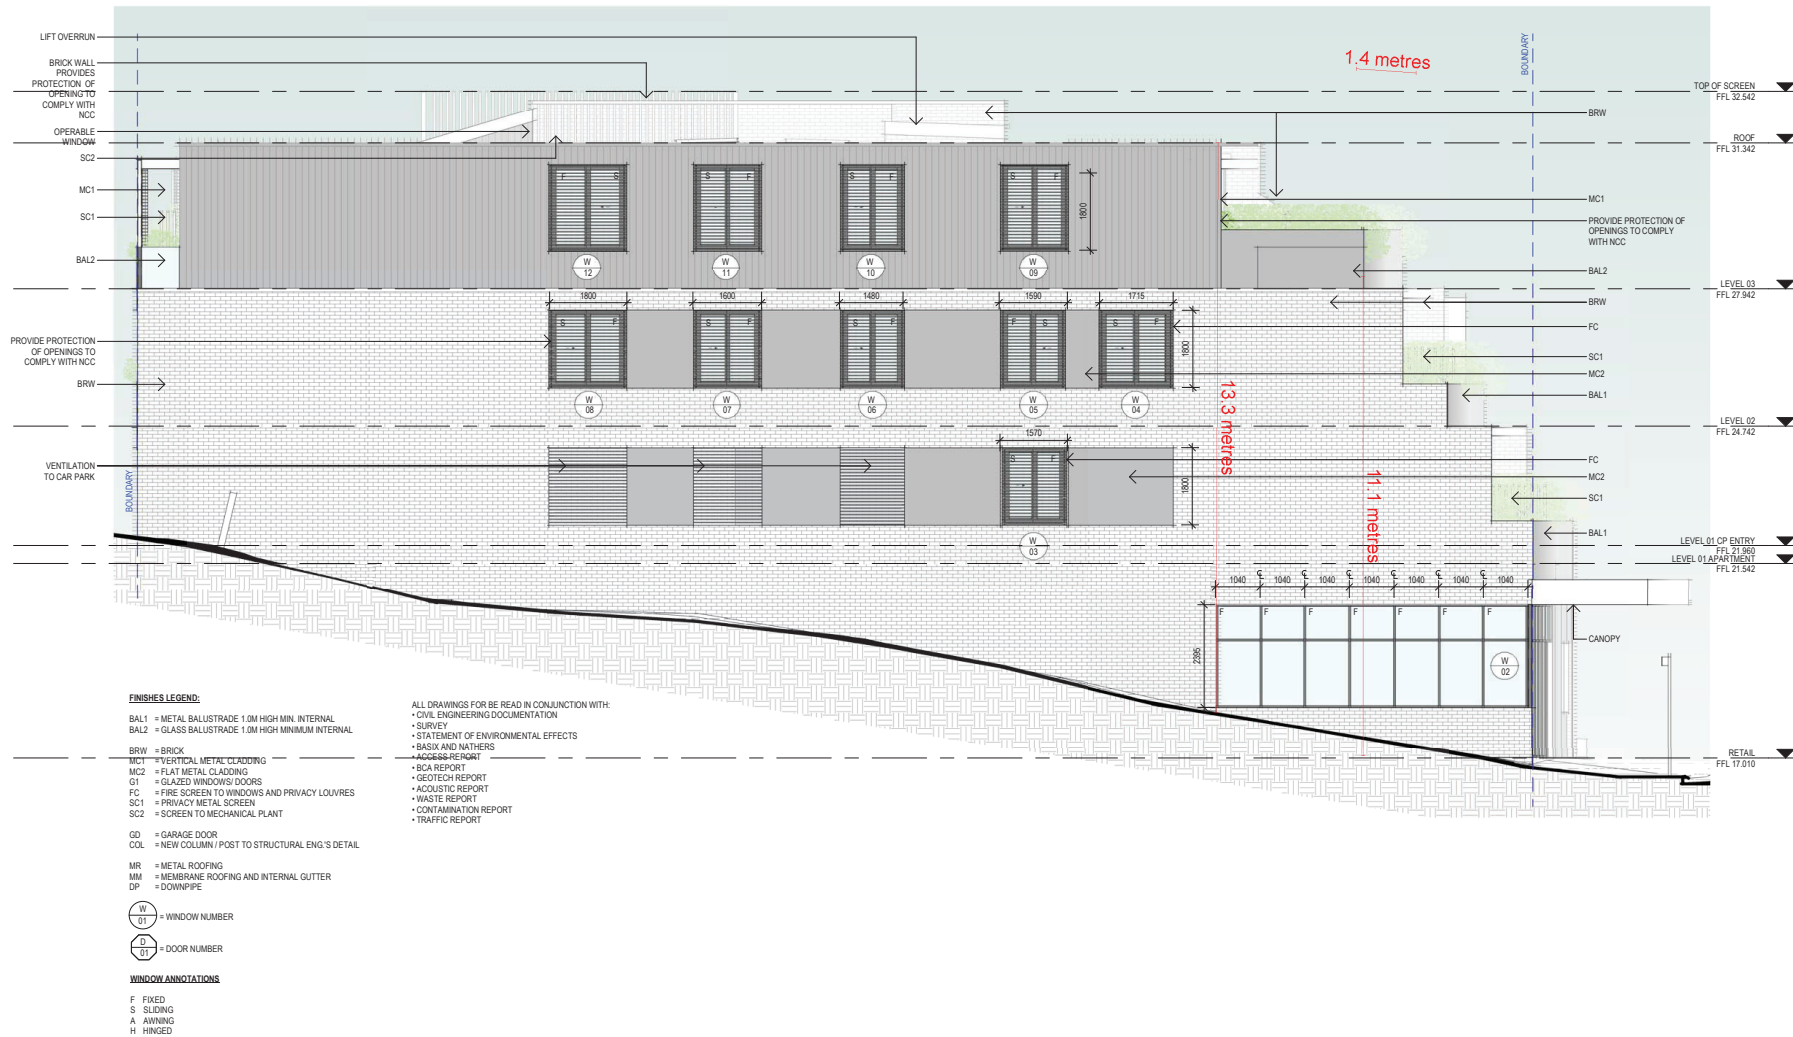 LIFT OVERRUN
BRICK WALL
PROVIDES
PROTECTION OF
OPENING TO
COMPLY WITH
NCC
OPERABLE
WINDOW
SC2
MC1
SC1
BAL2
PROVIDE PROTECTION
OF OPENINGS TO
COMPLY WITH NCC
BRW
VENTILATION
TO CAR PARK
BOUNDARY
1.4 metres
BOUNDARY
TOP OF SCREEN
FFL 32.542
BRW
ROOF
FFL 31.342
MC1
PROVIDE PROTECTION OF
OPENINGS TO COMPLY
WITH NCC
BAL2
LEVEL 03
FFL 27.942
BRW
FC
SC1
MC2
BAL1
LEVEL 02
FFL 24.742
FC
MC2
SC1
BAL1
LEVEL 01 CP ENTRY
FFL 21.960
LEVEL 01 APARTMENT
FFL 21.542
CANOPY
RETAIL
FFL 17.010
F S S F S F S F
1800
W 12
W 11
W 10
W 09
1800 1600 1480 1590 1715
S F S F S F F S S F
1800
W 08
W 07
W 06
W 05
W 04
1570
S F
1800
W 03
13.3 metres
11.1 metres
1040 1040 1040 1040 1040 1040 1040
F F F F F F F
2395
W 02
FINISHES LEGEND:
BAL1 = METAL BALUSTRADE 1.0M HIGH MIN. INTERNAL
BAL2 = GLASS BALUSTRADE 1.0M HIGH MINIMUM INTERNAL
BRW = BRICK
MC1 = VERTICAL METAL CLADDING
MC2 = FLAT METAL CLADDING
G1 = GLAZED WINDOWS/ DOORS
FC = FIRE SCREEN TO WINDOWS AND PRIVACY LOUVRES
SC1 = PRIVACY METAL SCREEN
SC2 = SCREEN TO MECHANICAL PLANT
GD = GARAGE DOOR
COL = NEW COLUMN / POST TO STRUCTURAL ENG.'S DETAIL
MR = METAL ROOFING
MM = MEMBRANE ROOFING AND INTERNAL GUTTER
DP = DOWNPIPE
W 01 = WINDOW NUMBER
D 01 = DOOR NUMBER
WINDOW ANNOTATIONS
F FIXED
S SLIDING
A AWNING
H HINGED
ALL DRAWINGS FOR BE READ IN CONJUNCTION WITH:
• CIVIL ENGINEERING DOCUMENTATION
• SURVEY
• STATEMENT OF ENVIRONMENTAL EFFECTS
• BASIX AND NATHERS
• ACCESS REPORT
• BCA REPORT
• GEOTECH REPORT
• ACOUSTIC REPORT
• WASTE REPORT
• CONTAMINATION REPORT
• TRAFFIC REPORT